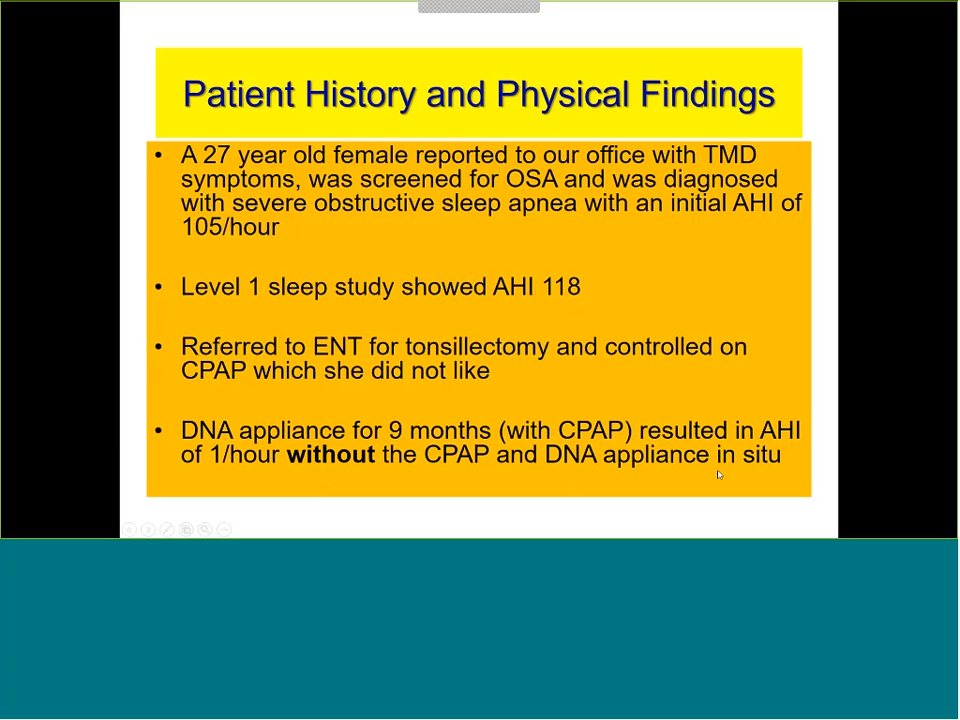 Patient History and Physical Findings
• A 27 year old female reported to our office with TMD
symptoms, was screened for OSA and was diagnosed
with severe obstructive sleep apnea with an initial AHI of
105/hour
• Level 1 sleep study showed AHI 118
• Referred to ENT for tonsillectomy and controlled on
CPAP which she did not like
• DNA appliance for 9 months (with CPAP) resulted in AHI
of 1/hour without the CPAP and DNA appliance in situ